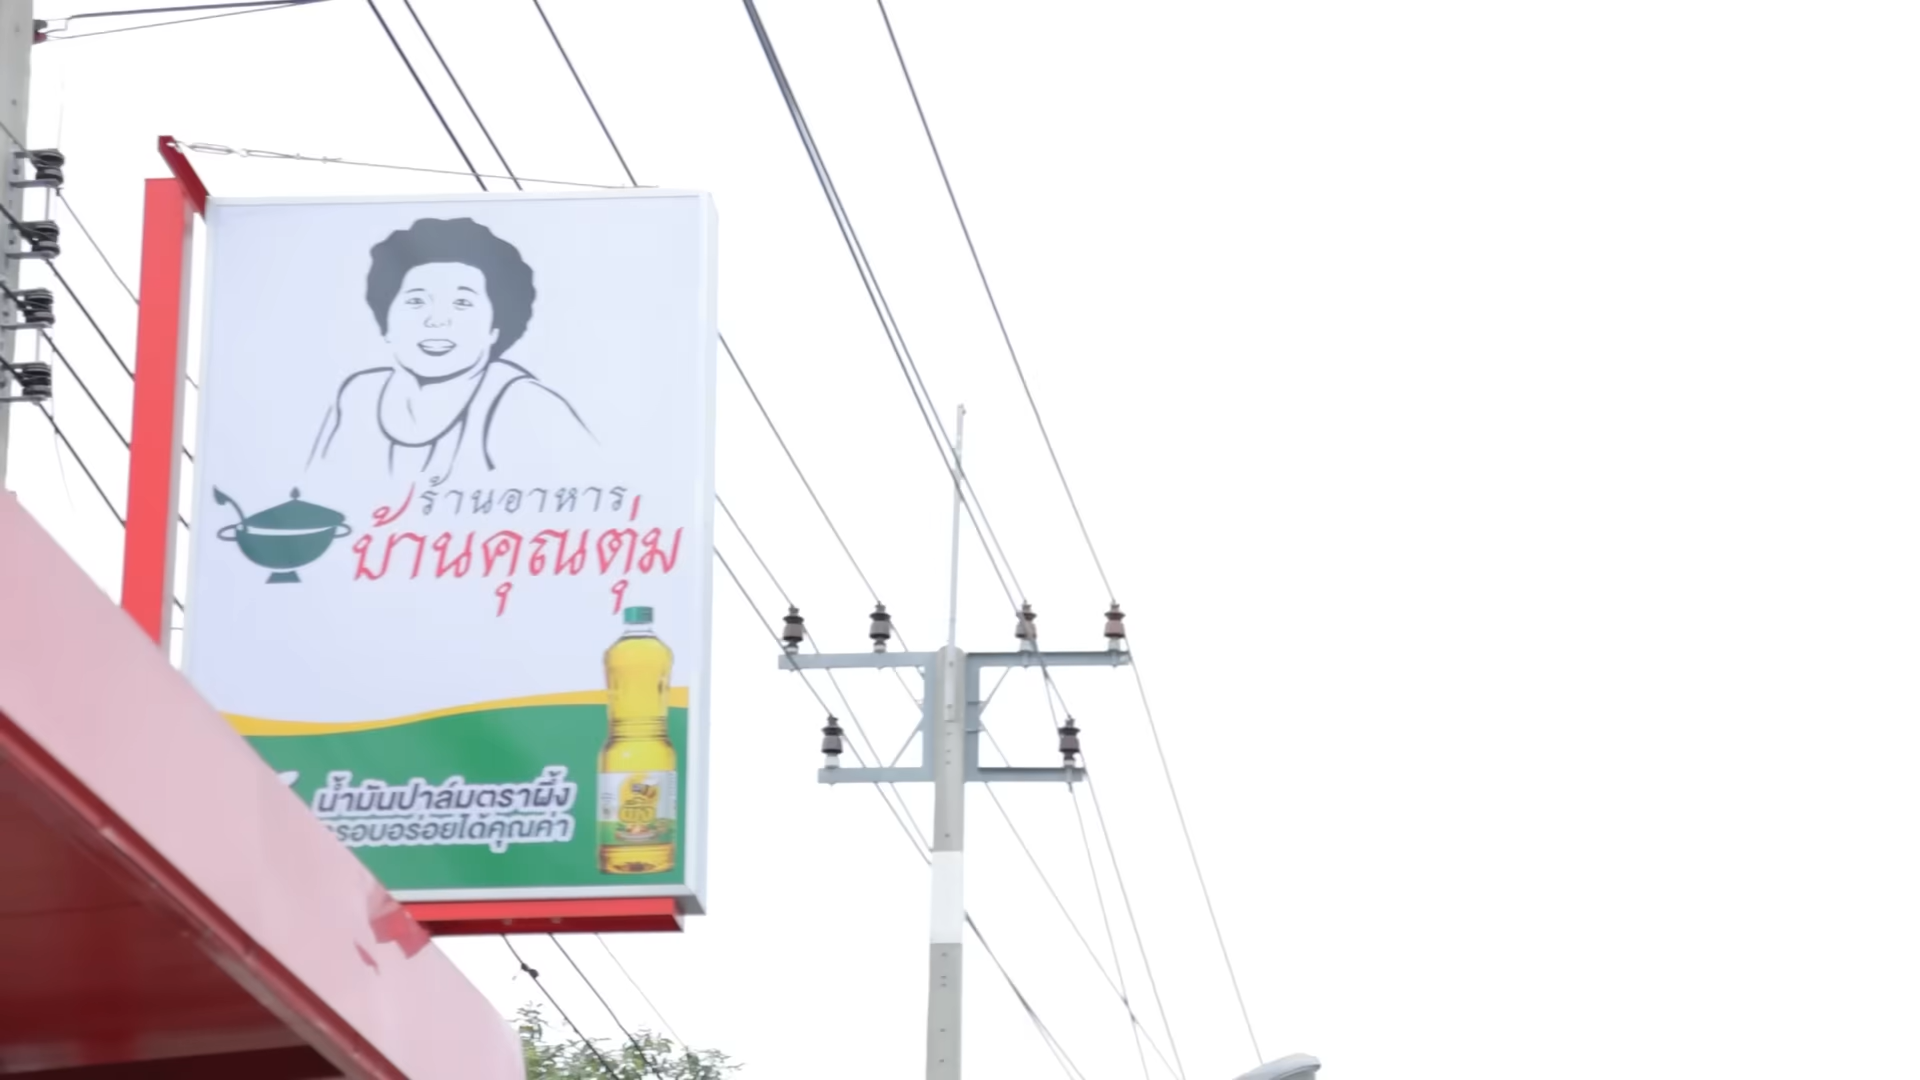 ร้านอาหาร
บ้านคุณตุ่ม
น้ำมันปาล์มตราผึ้ง
รอบอร่อยได้คุณค่า
ผึ้ง